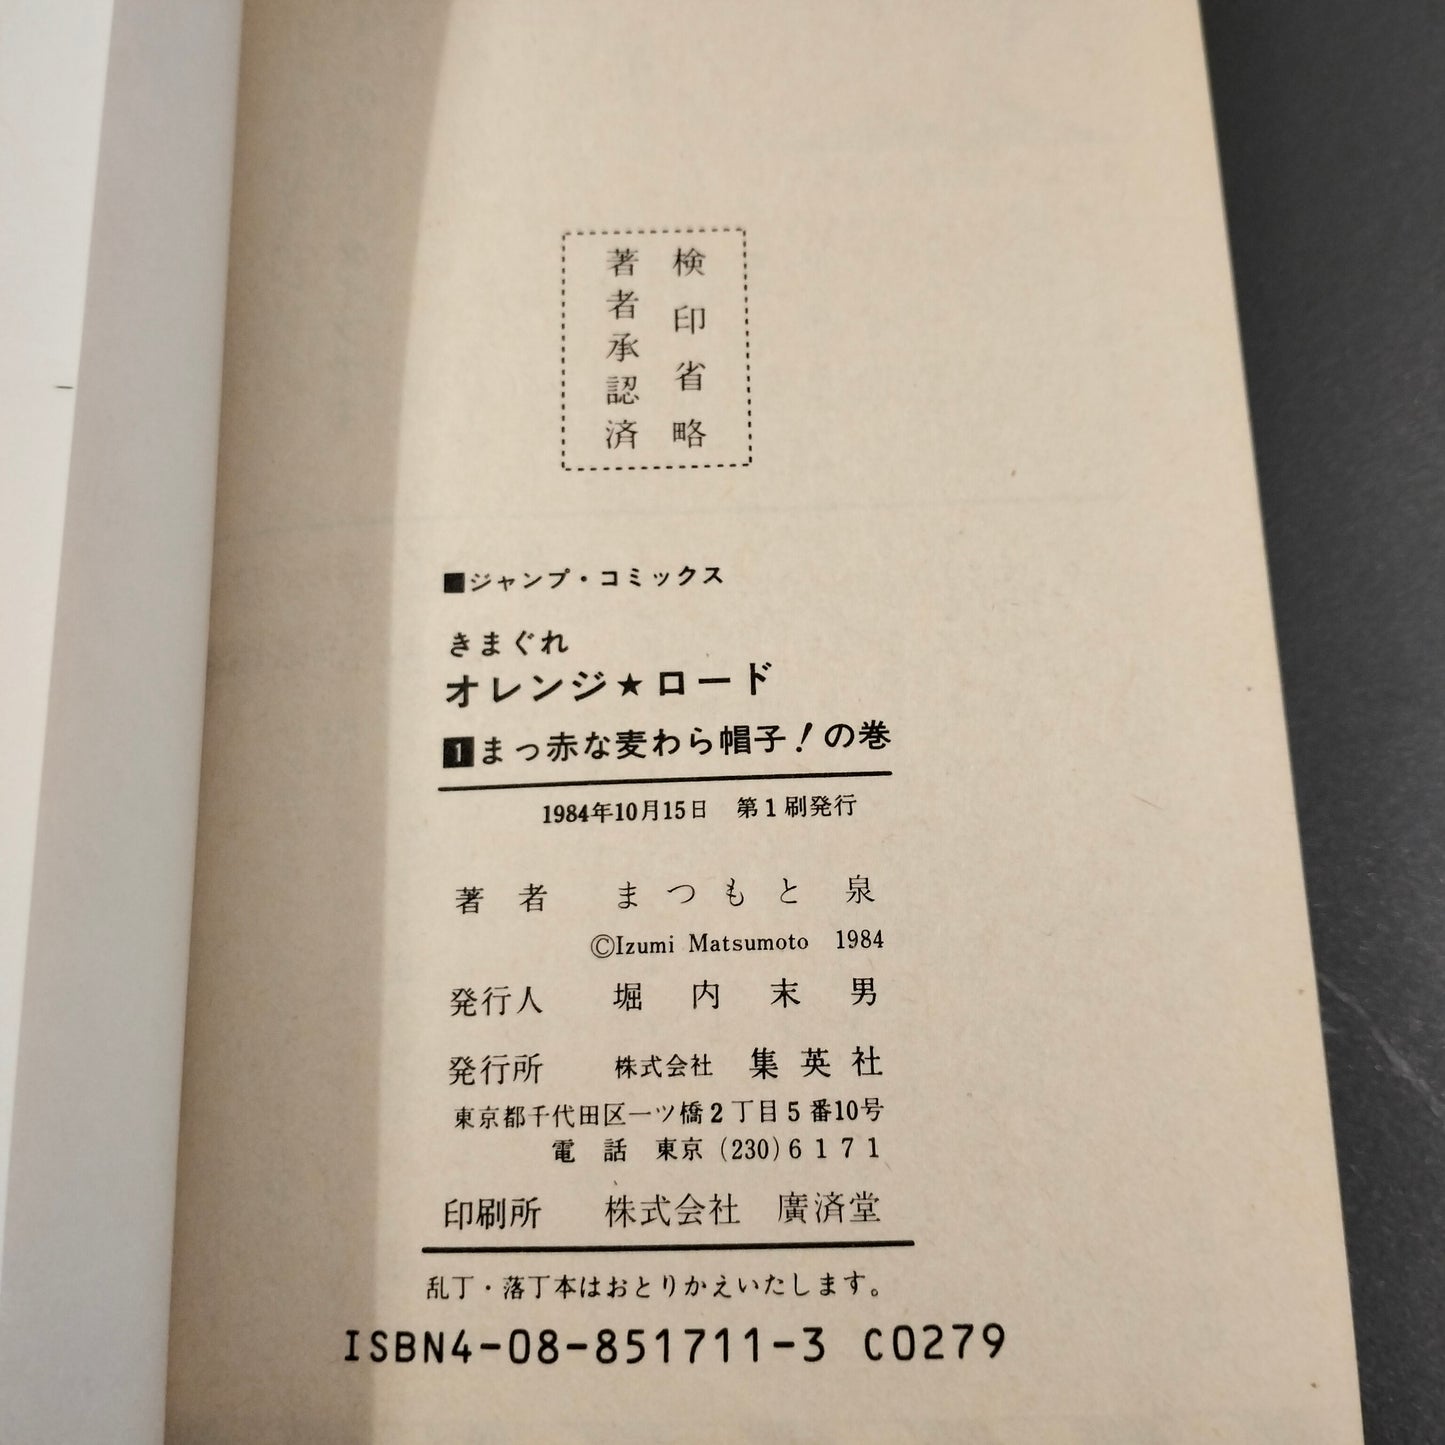 検印省略
著者承認済
■ジャンプ・コミックス
きまぐれ
オレンジ★ロード
1まっ赤な麦わら帽子!の巻
1984年10月15日 第1刷発行
著者 まつもと泉
©Izumi Matsumoto 1984
発行人 堀内末男
発行所 株式会社 集英社
東京都千代田区一ツ橋2丁目5番10号
電話 東京(230)6171
印刷所 株式会社 廣済堂
乱丁・落丁本はおとりかえいたします。
ISBN4-08-851711-3 C0279